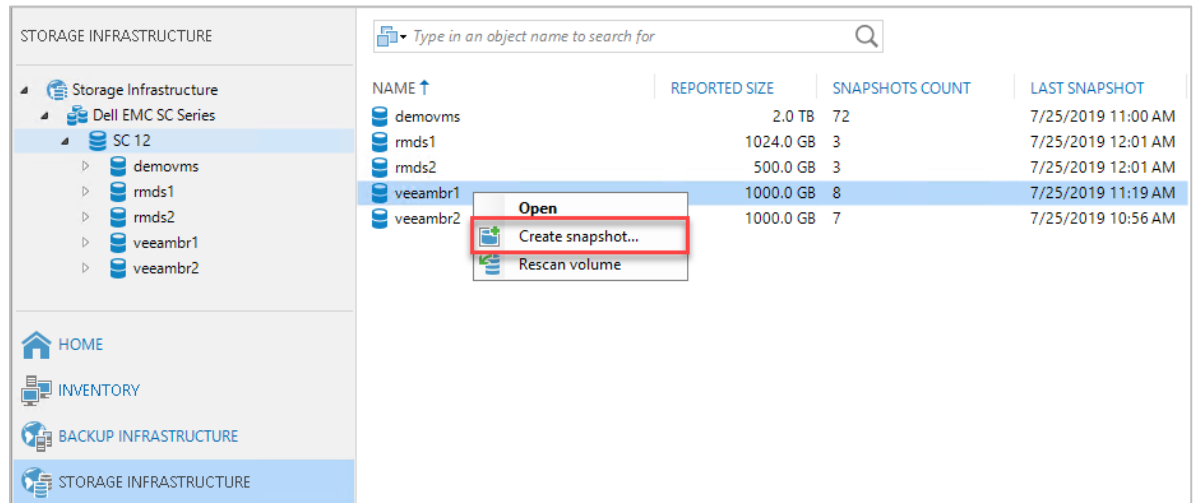 STORAGE INFRASTRUCTURE
Type in an object name to search for
Storage Infrastructure
Dell EMC SC Series
SC 12
demovms
rmds1
rmds2
veeambr1
veeambr2
HOME
INVENTORY
BACKUP INFRASTRUCTURE
STORAGE INFRASTRUCTURE
NAME REPORTED SIZE SNAPSHOTS COUNT LAST SNAPSHOT
demovms 2.0 TB 72 7/25/2019 11:00 AM
rmds1 1024.0 GB 3 7/25/2019 12:01 AM
rmds2 500.0 GB 3 7/25/2019 12:01 AM
veeambr1 1000.0 GB 8 7/25/2019 11:19 AM
veeambr2 1000.0 GB 7 7/25/2019 10:56 AM
Open
Create snapshot...
Rescan volume